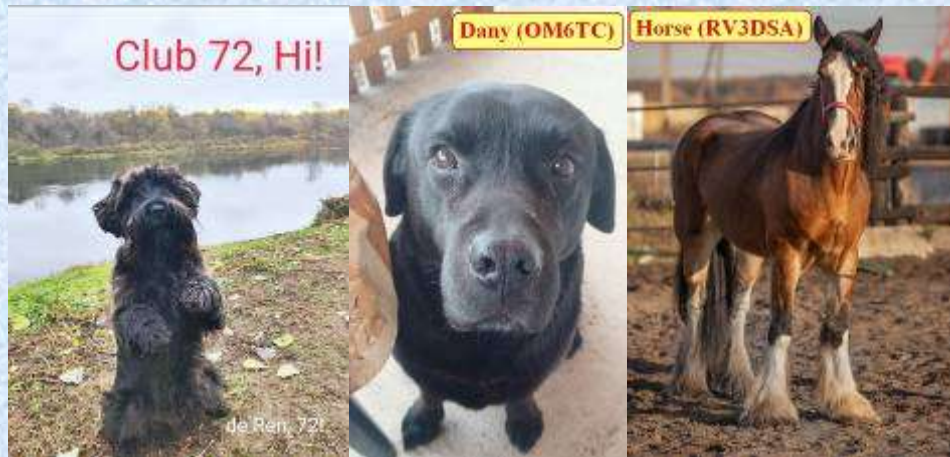 Club 72, Hi!
de Ren, 72!
Dany (OM6TC)
Horse (RV3DSA)